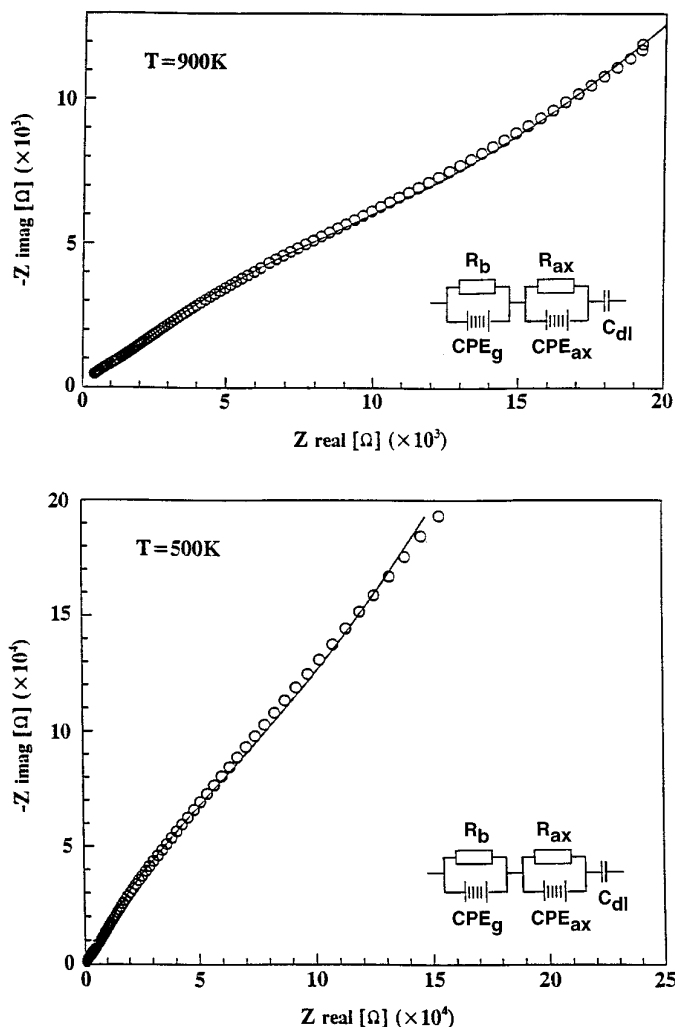 T=900K
-Z imag [Ω] (×10³)
10
5
0
0 5 10 15 20
Z real [Ω] (×10³)
R_b R_ax
CPE_g CPE_ax C_dl
T=500K
-Z imag [Ω] (×10⁴)
20
15
10
5
0
0 5 10 15 20 25
Z real [Ω] (×10⁴)
R_b R_ax
CPE_g CPE_ax C_dl